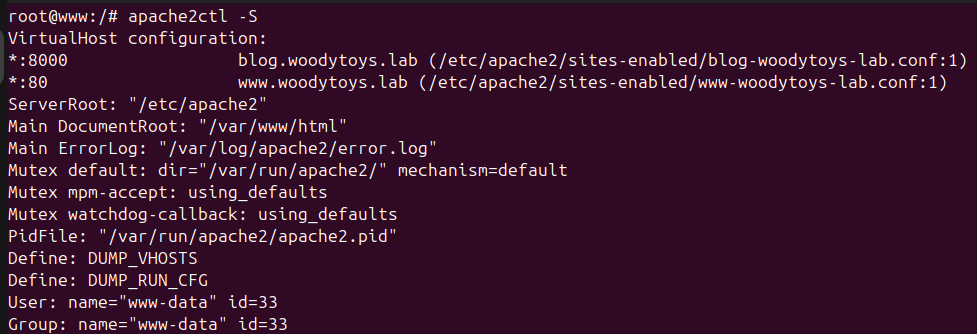 root@www:/# apache2ctl -S
VirtualHost configuration:
*:8000                 blog.woodytoys.lab (/etc/apache2/sites-enabled/blog-woodytoys-lab.conf:1)
*:80                   www.woodytoys.lab (/etc/apache2/sites-enabled/www-woodytoys-lab.conf:1)
ServerRoot: "/etc/apache2"
Main DocumentRoot: "/var/www/html"
Main ErrorLog: "/var/log/apache2/error.log"
Mutex default: dir="/var/run/apache2/" mechanism=default
Mutex mpm-accept: using_defaults
Mutex watchdog-callback: using_defaults
PidFile: "/var/run/apache2/apache2.pid"
Define: DUMP_VHOSTS
Define: DUMP_RUN_CFG
User: name="www-data" id=33
Group: name="www-data" id=33